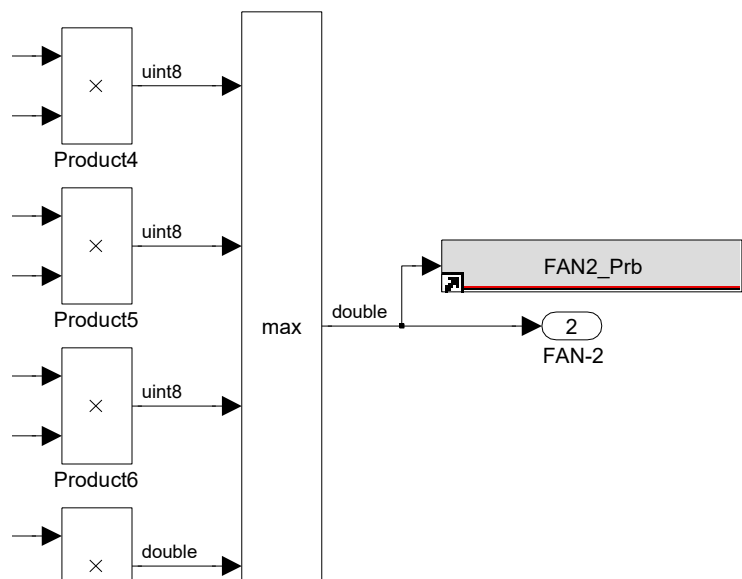 uint8
Product4
uint8
Product5
max
double
FAN2_Prb
2
FAN-2
uint8
Product6
double